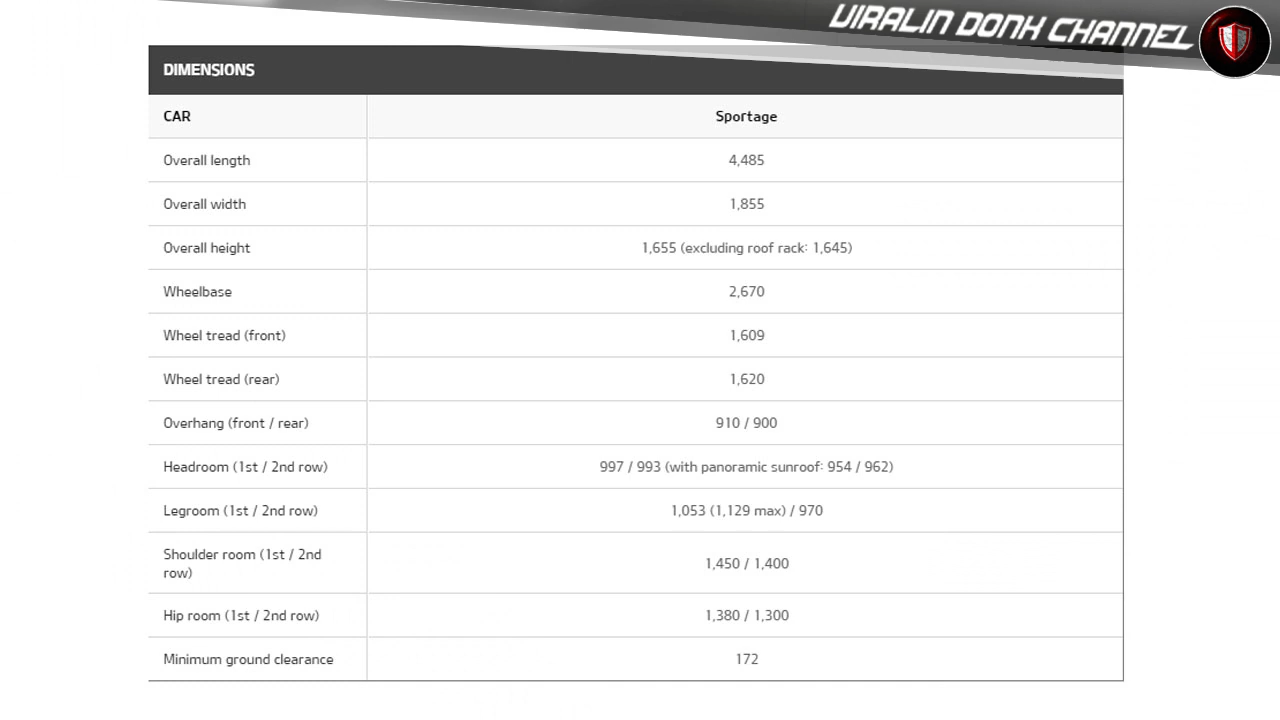 VIRALIN DONK CHANNEL
DIMENSIONS
CAR Sportage
Overall length 4,485
Overall width 1,855
Overall height 1,655 (excluding roof rack: 1,645)
Wheelbase 2,670
Wheel tread (front) 1,609
Wheel tread (rear) 1,620
Overhang (front / rear) 910 / 900
Headroom (1st / 2nd row) 997 / 993 (with panoramic sunroof: 954 / 962)
Legroom (1st / 2nd row) 1,053 (1,129 max) / 970
Shoulder room (1st / 2nd
row) 1,450 / 1,400
Hip room (1st / 2nd row) 1,380 / 1,300
Minimum ground clearance 172